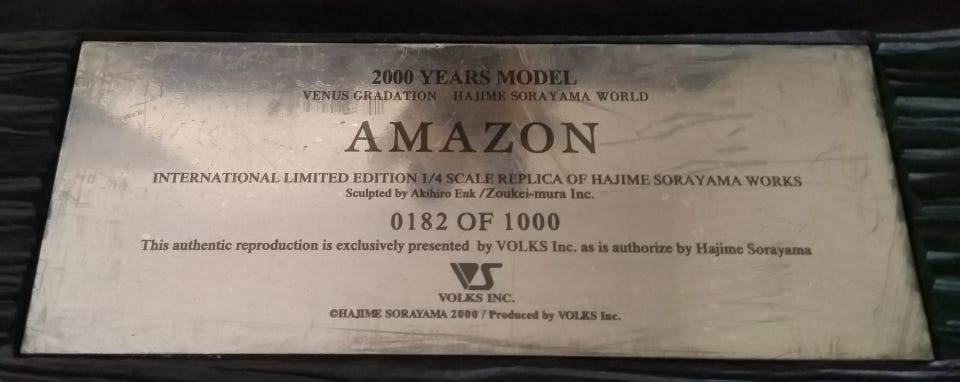 2000 YEARS MODEL
VENUS GRADATION HAJIME SORAYAMA WORLD
AMAZON
INTERNATIONAL LIMITED EDITION 1/4 SCALE REPLICA OF HAJIME SORAYAMA WORKS
Sculpted by Akihiro Enk /Zoukei-mura Inc.
0182 OF 1000
This authentic reproduction is exclusively presented by VOLKS Inc. as is authorize by Hajime Sorayama
VS
VOLKS INC.
©HAJIME SORAYAMA 2000 / Produced by VOLKS Inc.